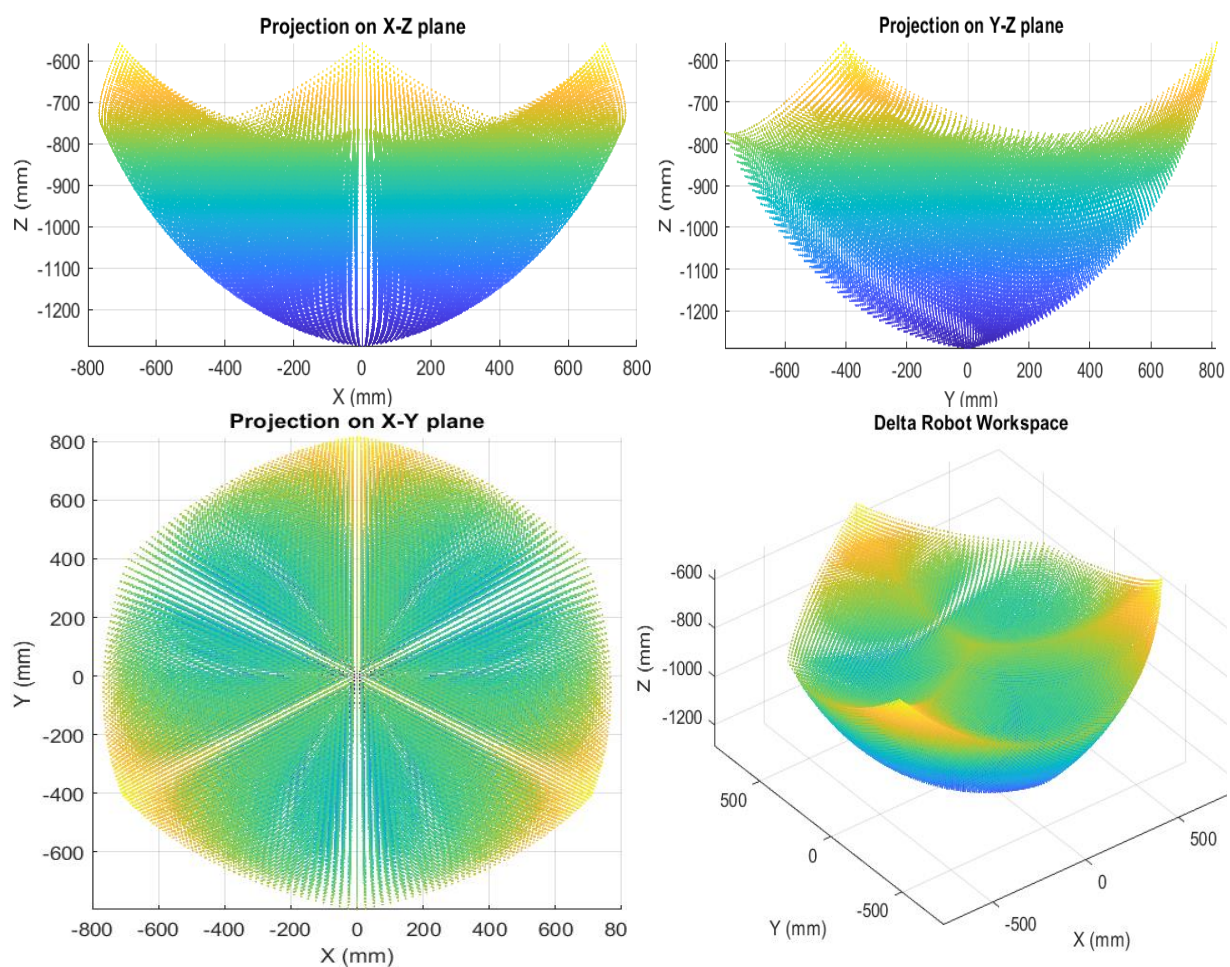 Projection on X-Z plane
-600
-700
-800
-900
-1000
-1100
-1200
Z (mm)
-800 -600 -400 -200 0 200 400 600 800
X (mm)
Projection on Y-Z plane
-600
-700
-800
-900
-1000
-1100
-1200
Z (mm)
-600 -400 -200 0 200 400 600 800
Y (mm)
Projection on X-Y plane
800
600
400
200
0
-200
-400
-600
Y (mm)
-800 -600 -400 -200 0 200 400 600 800
X (mm)
Delta Robot Workspace
-600
-800
-1000
-1200
Z (mm)
500
0
-500
Y (mm)
-500
0
500
X (mm)